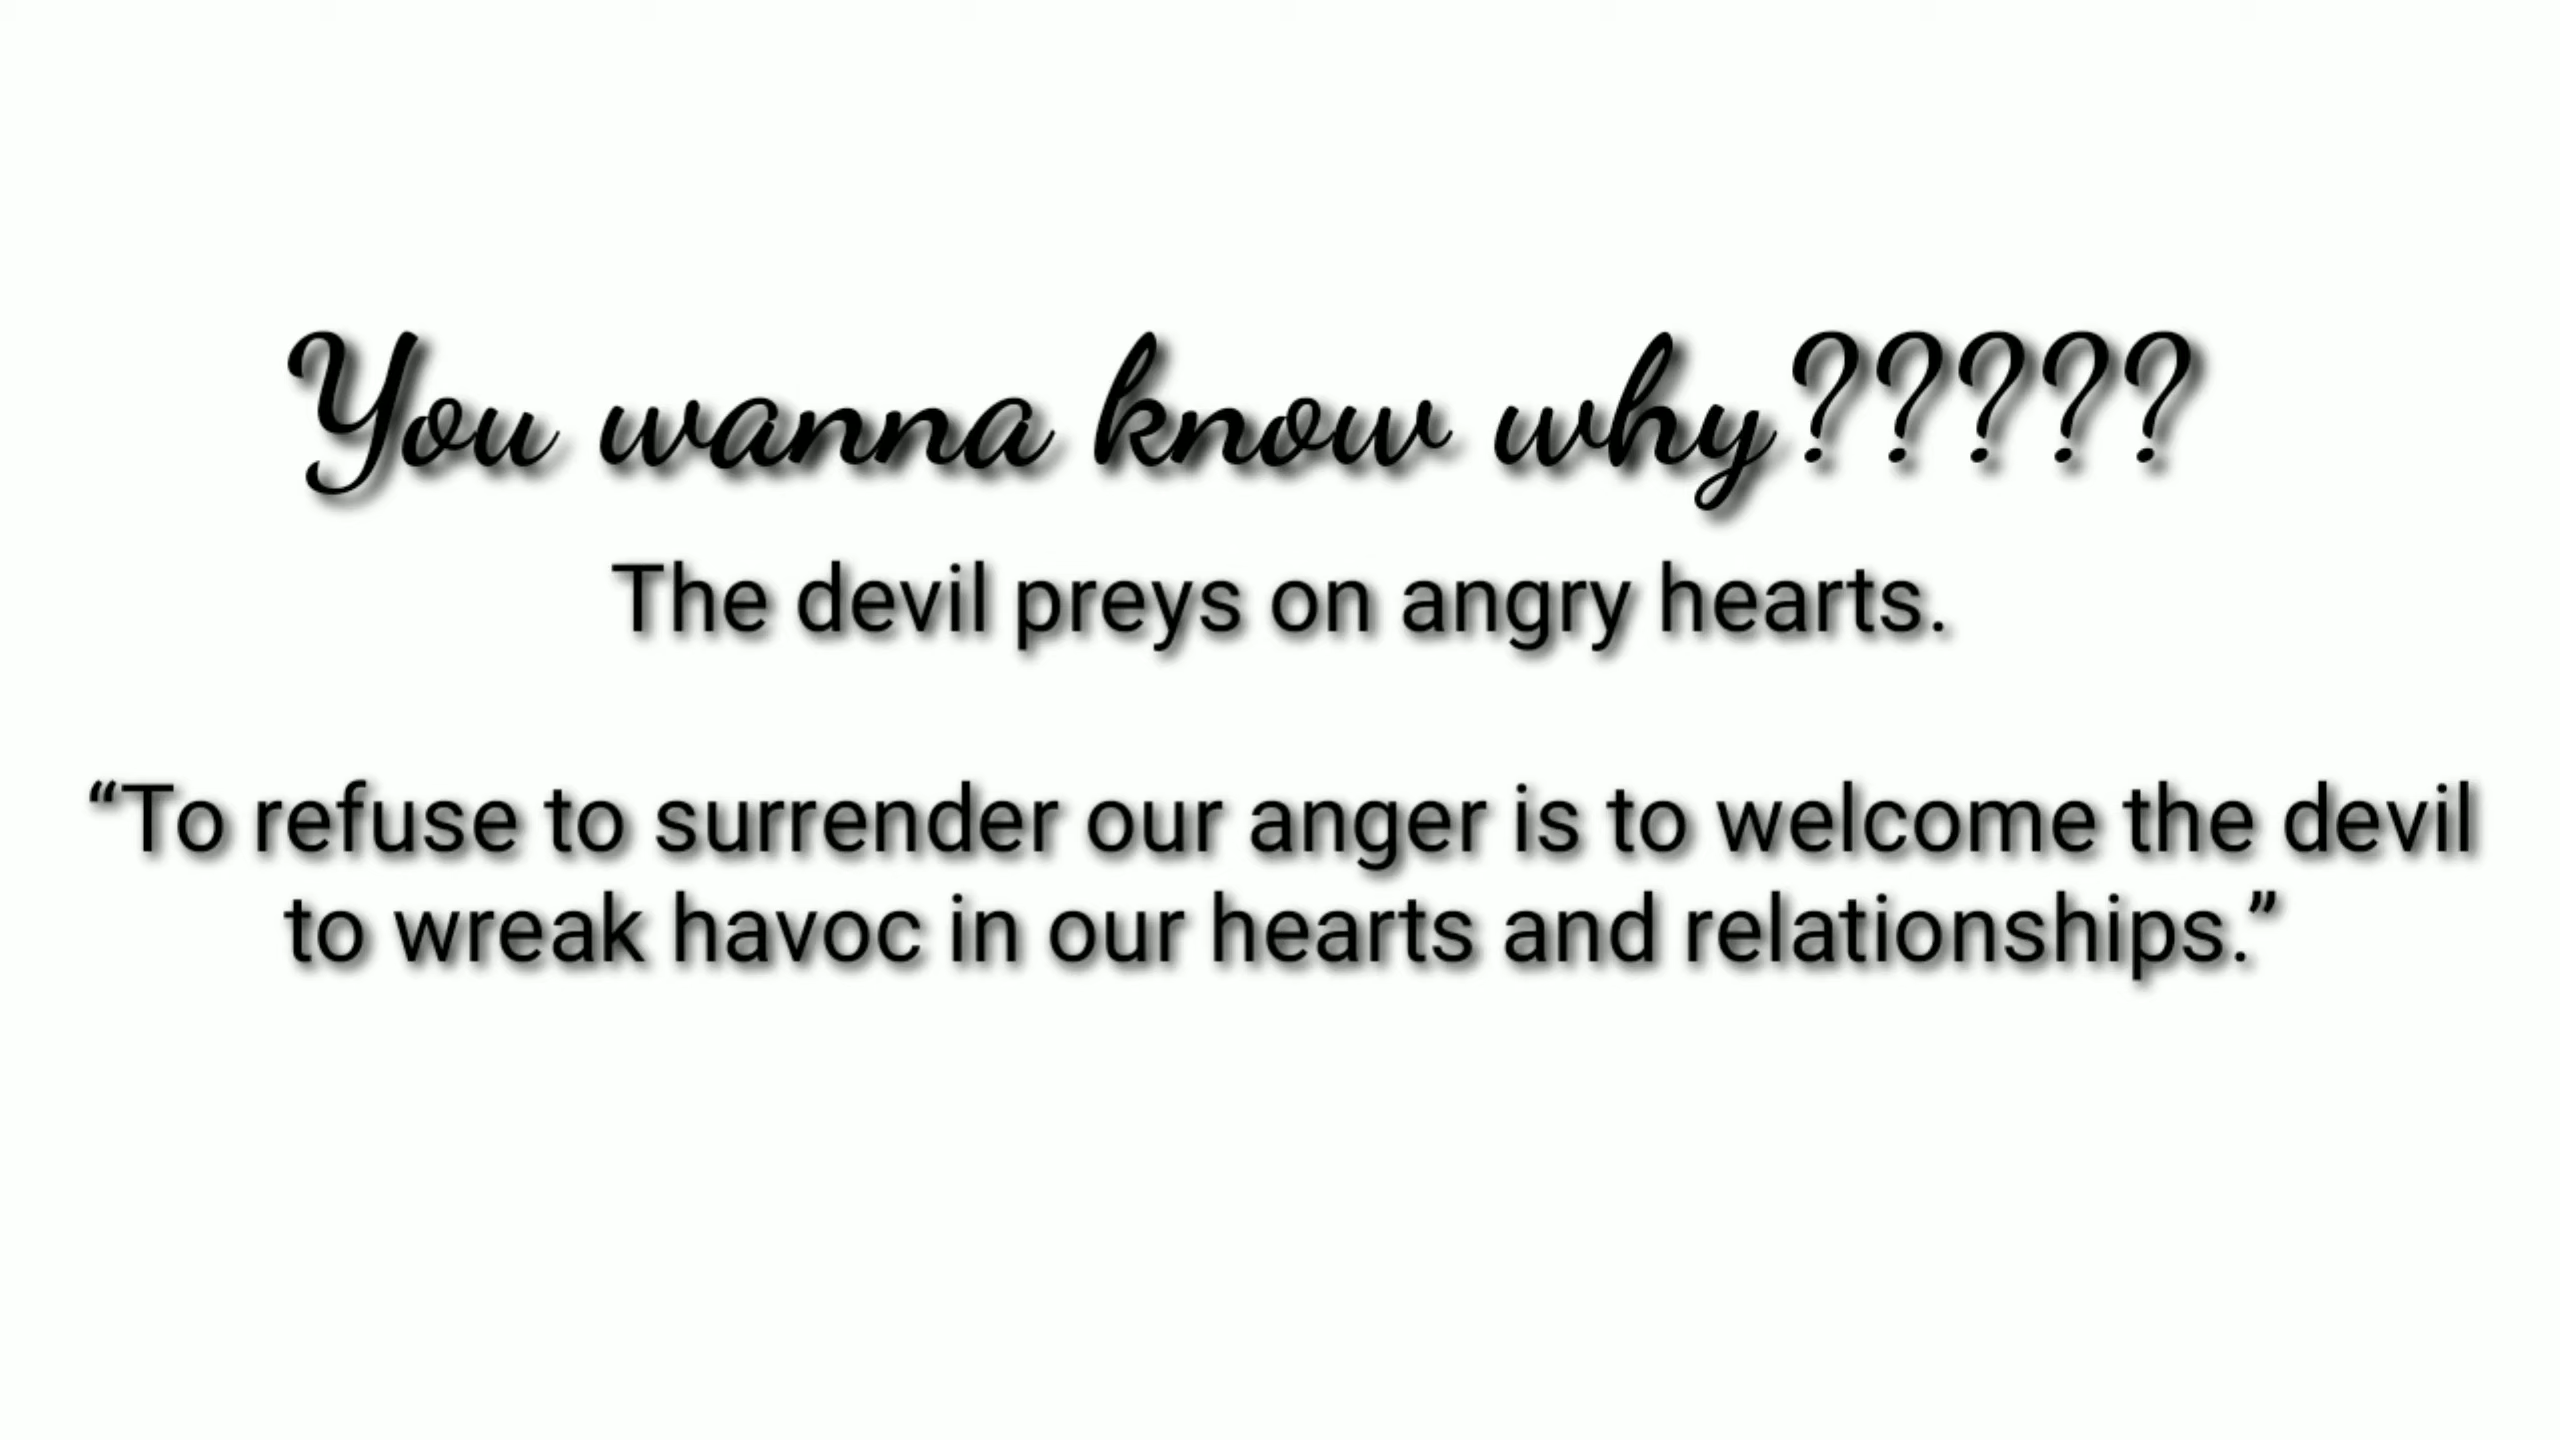 You wanna know why?????
The devil preys on angry hearts.
“To refuse to surrender our anger is to welcome the devil
to wreak havoc in our hearts and relationships.”